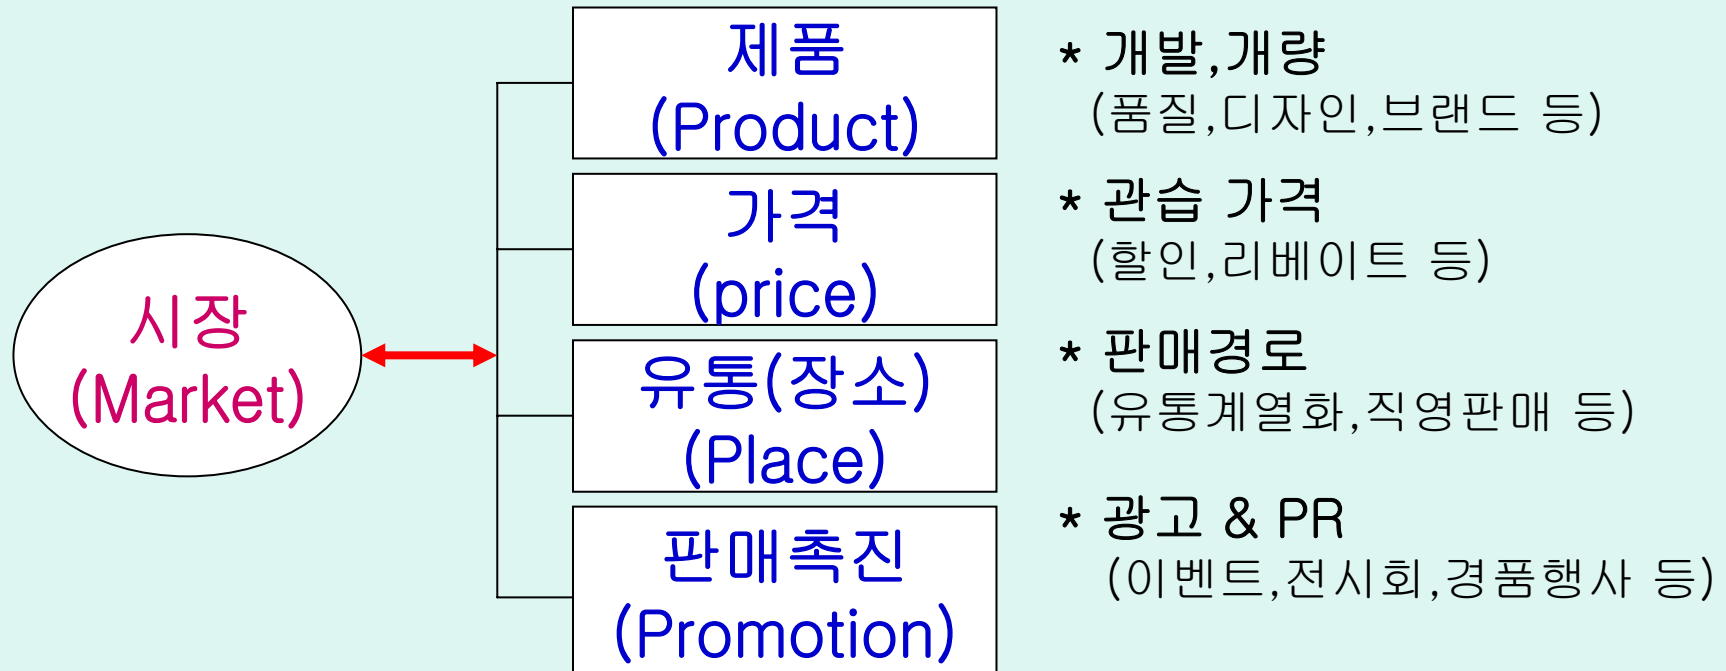 시장
(Market)
제품
(Product)
* 개발,개량
(품질,디자인,브랜드 등)
가격
(price)
* 관습 가격
(할인,리베이트 등)
유통(장소)
(Place)
* 판매경로
(유통계열화,직영판매 등)
판매촉진
(Promotion)
* 광고 & PR
(이벤트,전시회,경품행사 등)